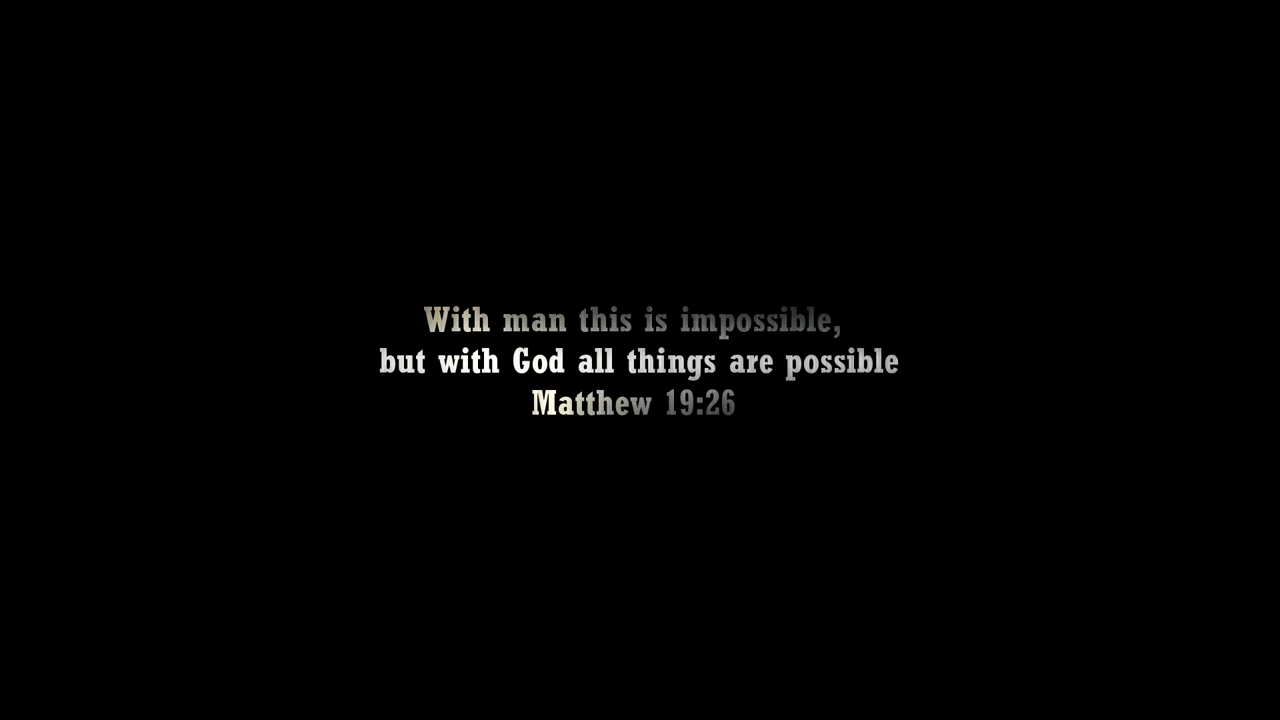 With man this is impossible,
but with God all things are possible
Matthew 19:26